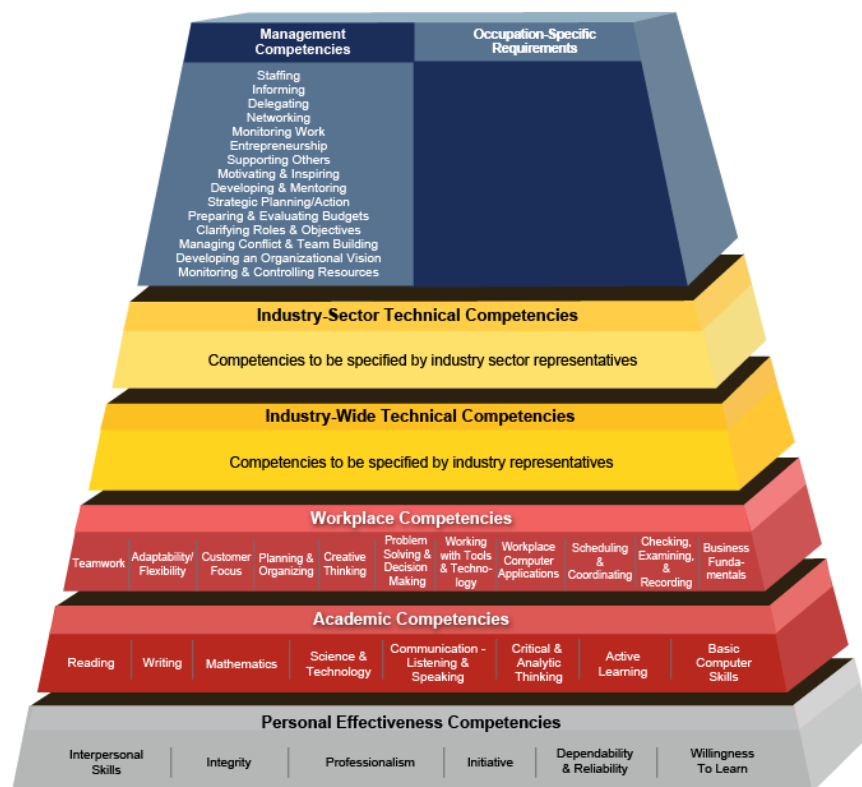 Management
Competencies
Occupation-Specific
Requirements
Staffing
Informing
Delegating
Networking
Monitoring Work
Entrepreneurship
Supporting Others
Motivating & Inspiring
Developing & Mentoring
Strategic Planning/Action
Preparing & Evaluating Budgets
Clarifying Roles & Objectives
Managing Conflict & Team Building
Developing an Organizational Vision
Monitoring & Controlling Resources
Industry-Sector Technical Competencies
Competencies to be specified by industry sector representatives
Industry-Wide Technical Competencies
Competencies to be specified by industry representatives
Workplace Competencies
Teamwork
Adaptability/
Flexibility
Customer
Focus
Planning &
Organizing
Creative
Thinking
Problem
Solving &
Decision
Making
Working
with Tools
& Techno-
logy
Workplace
Computer
Applications
Scheduling
&
Coordinating
Checking,
Examining,
&
Recording
Business
Funda-
mentals
Academic Competencies
Reading
Writing
Mathematics
Science &
Technology
Communication -
Listening &
Speaking
Critical &
Analytic
Thinking
Active
Learning
Basic
Computer
Skills
Personal Effectiveness Competencies
Interpersonal
Skills
Integrity
Professionalism
Initiative
Dependability
& Reliability
Willingness
To Learn